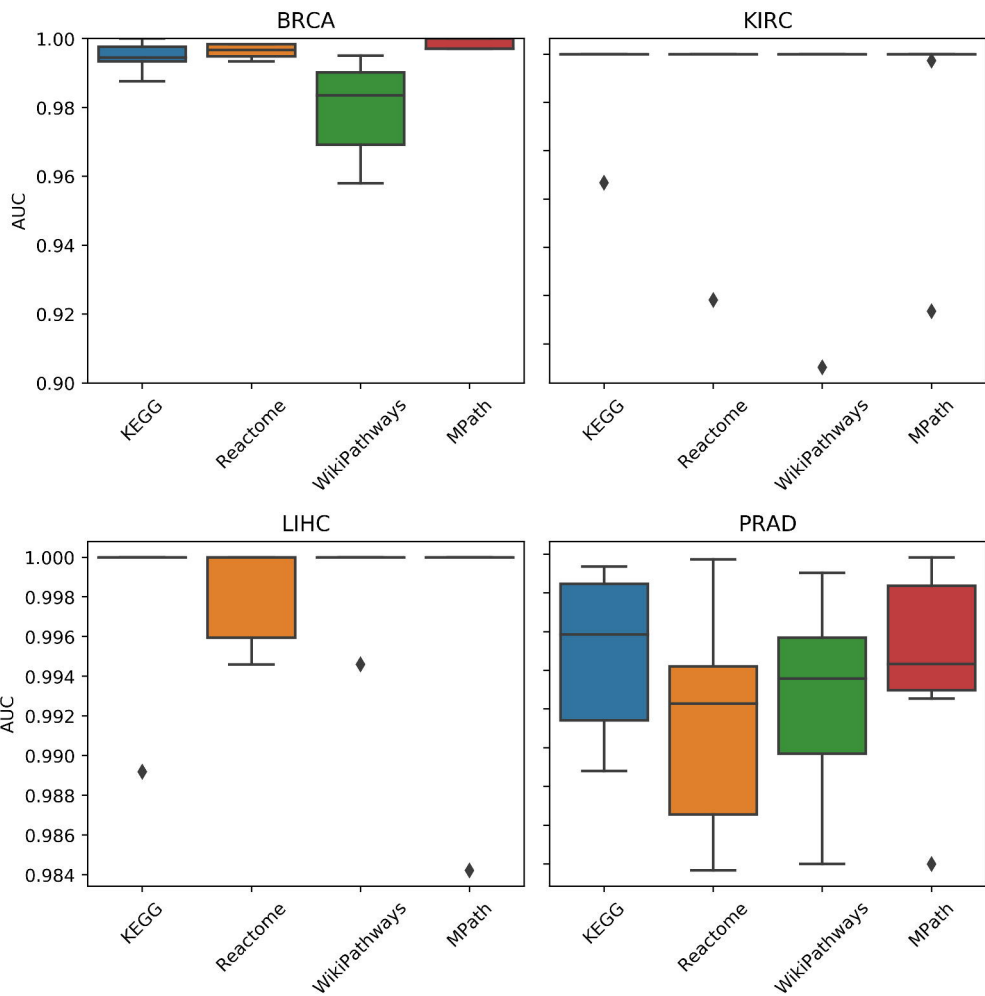 BRCA
KIRC
1.00
0.98
0.96
0.94
0.92
0.90
AUC
KEGG
Reactome
WikiPathways
MPath
KEGG
Reactome
WikiPathways
MPath
LIHC
PRAD
1.000
0.998
0.996
0.994
0.992
0.990
0.988
0.986
0.984
AUC
KEGG
Reactome
WikiPathways
MPath
KEGG
Reactome
WikiPathways
MPath